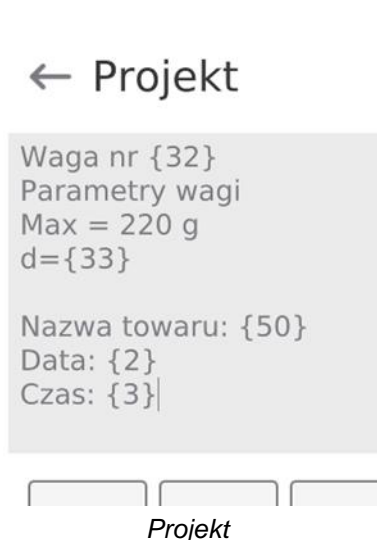 ← Projekt
Waga nr {32}
Parametry wagi
Max = 220 g
d={33}
Nazwa towaru: {50}
Data: {2}
Czas: {3}
Projekt